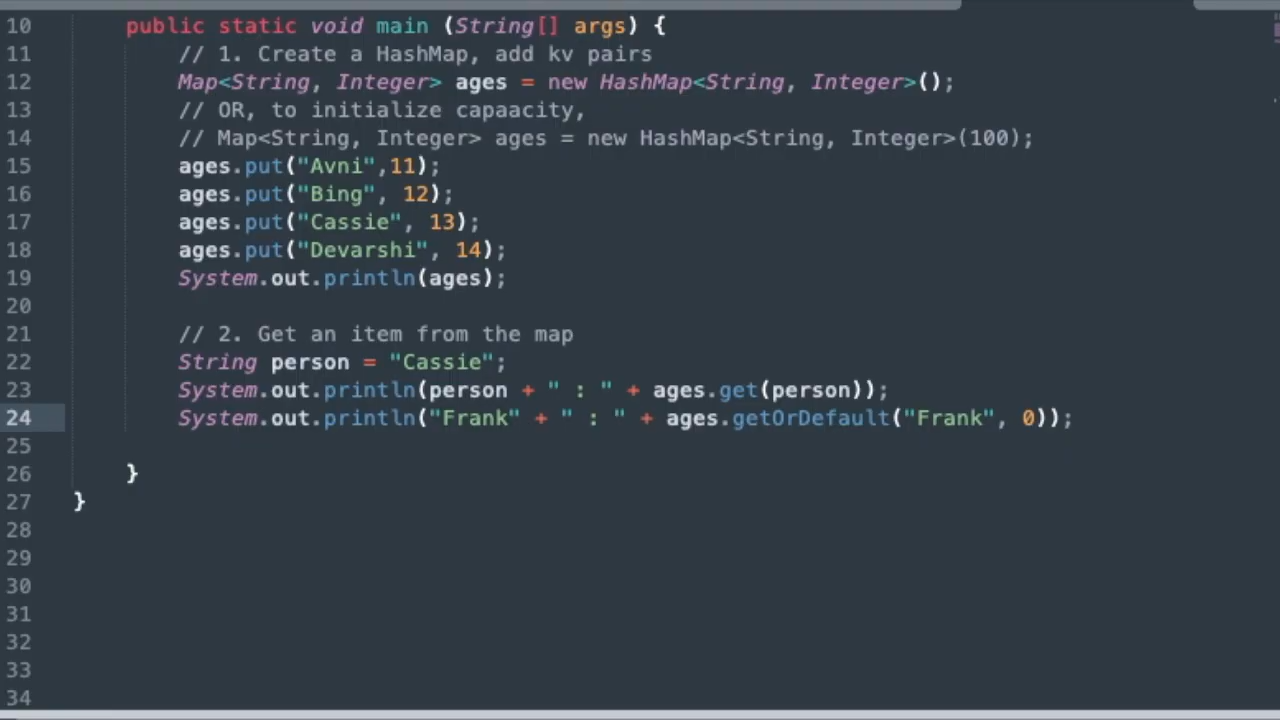 10 public static void main (String[] args) {
11 // 1. Create a HashMap, add kv pairs
12 Map<String, Integer> ages = new HashMap<String, Integer>();
13 // OR, to initialize capaacity,
14 // Map<String, Integer> ages = new HashMap<String, Integer>(100);
15 ages.put("Avni",11);
16 ages.put("Bing", 12);
17 ages.put("Cassie", 13);
18 ages.put("Devarshi", 14);
19 System.out.println(ages);
20
21 // 2. Get an item from the map
22 String person = "Cassie";
23 System.out.println(person + " : " + ages.get(person));
24 System.out.println("Frank" + " : " + ages.getOrDefault("Frank", 0));
25
26 }
27 }
28
29
30
31
32
33
34